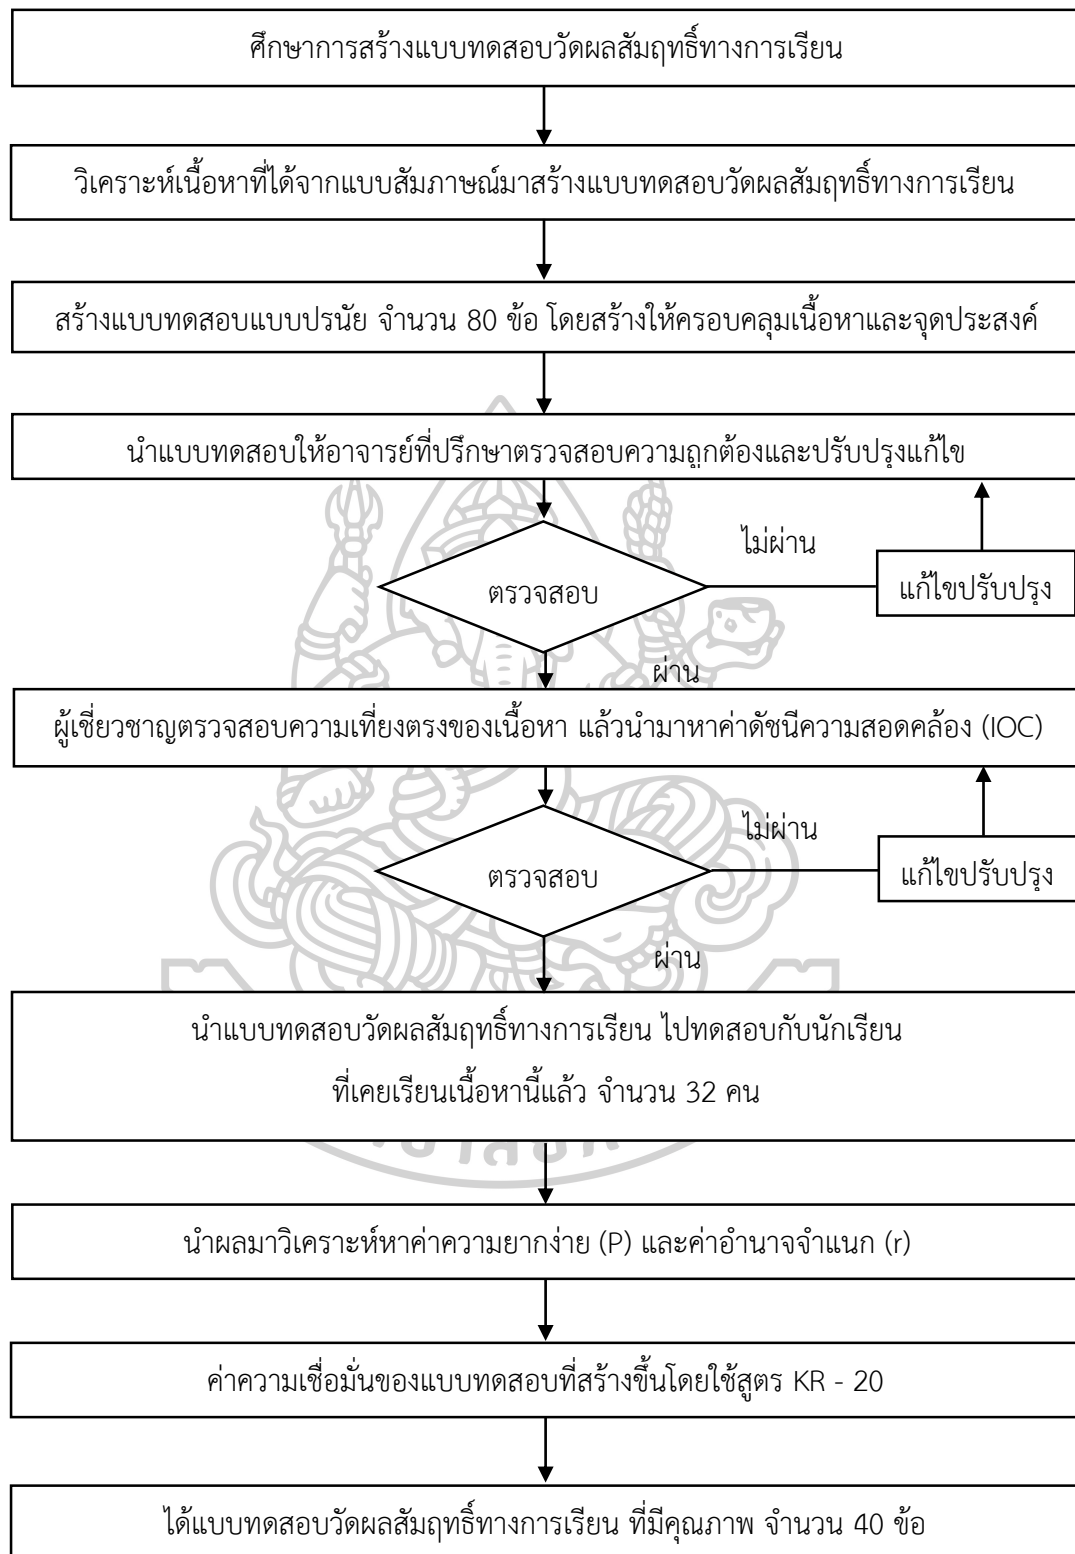 ศึกษาการสร้างแบบทดสอบวัดผลสัมฤทธิ์ทางการเรียน
วิเคราะห์เนื้อหาที่ได้จากแบบสัมภาษณ์มาสร้างแบบทดสอบวัดผลสัมฤทธิ์ทางการเรียน
สร้างแบบทดสอบแบบปรนัย จำนวน 80 ข้อ โดยสร้างให้ครอบคลุมเนื้อหาและจุดประสงค์
นำแบบทดสอบให้อาจารย์ที่ปรึกษาตรวจสอบความถูกต้องและปรับปรุงแก้ไข
ไม่ผ่าน
ตรวจสอบ
แก้ไขปรับปรุง
ผ่าน
ผู้เชี่ยวชาญตรวจสอบความเที่ยงตรงของเนื้อหา แล้วนำมาหาค่าดัชนีความสอดคล้อง (IOC)
ไม่ผ่าน
ตรวจสอบ
แก้ไขปรับปรุง
ผ่าน
นำแบบทดสอบวัดผลสัมฤทธิ์ทางการเรียน ไปทดสอบกับนักเรียน
ที่เคยเรียนเนื้อหานี้แล้ว จำนวน 32 คน
นำผลมาวิเคราะห์หาค่าความยากง่าย (P) และค่าอำนาจจำแนก (r)
ค่าความเชื่อมั่นของแบบทดสอบที่สร้างขึ้นโดยใช้สูตร KR - 20
ได้แบบทดสอบวัดผลสัมฤทธิ์ทางการเรียน ที่มีคุณภาพ จำนวน 40 ข้อ